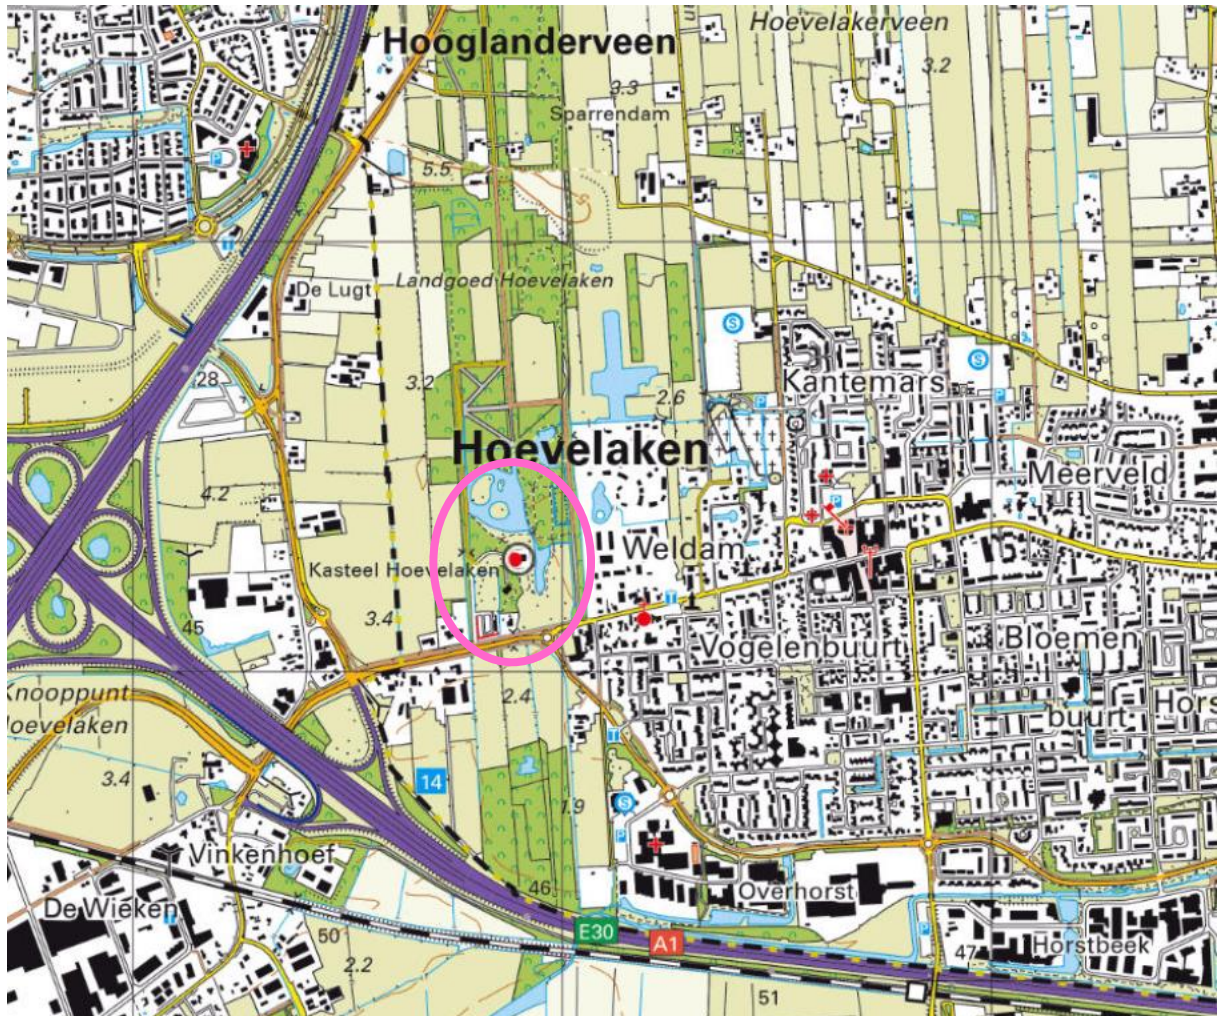 Hooglanderveen
Hoevelakerveen
3.2
3.3
Sparrendam
5.5
Landgoed Hoevelaken
De Lugt
S
S
28
3.2
2.6
Kantemars
P
P
Hoevelaken
Meerveld
4.2
P
Weldam
Kasteel Hoevelaken
T
3.4
45
Vogelenbuurt
Bloemen
buurt
Hors
Knooppunt
Hoevelaken
2.4
T
3.4
14
1.9
S
P
Vinkenhoef
46
Overhorst
De Wieken
50
E30
A1
47
Horstbeek
2.2
51